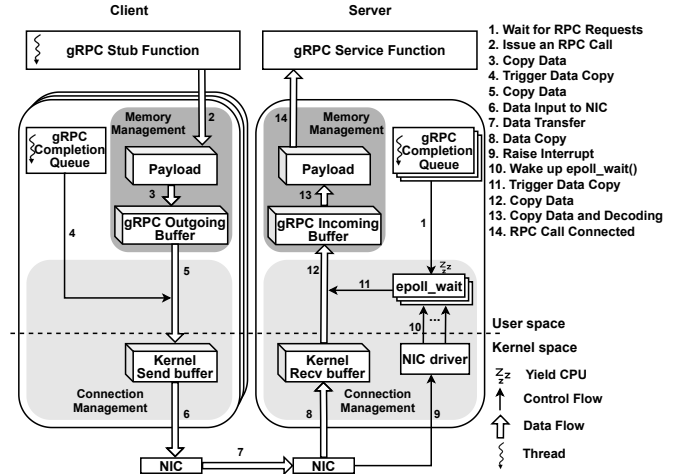 Client
Server
gRPC Stub Function
gRPC Service Function
1. Wait for RPC Requests
2. Issue an RPC Call
3. Copy Data
4. Trigger Data Copy
5. Copy Data
6. Data Input to NIC
7. Data Transfer
8. Data Copy
9. Raise Interrupt
10. Wake up epoll_wait()
11. Trigger Data Copy
12. Copy Data
13. Copy Data and Decoding
14. RPC Call Connected
2
Memory
Management
gRPC
Completion
Queue
Payload
3
gRPC Outgoing
Buffer
4
5
Kernel
Send buffer
Connection
Management
6
NIC
7
14
Memory
Management
gRPC
Completion
Queue
Payload
13
gRPC Incoming
Buffer
1
12
11
zz
epoll_wait
10
...
User space
Kernel space
Kernel
Recv buffer
NIC driver
Connection
Management
8
9
NIC
Zz Yield CPU
Control Flow
Data Flow
Thread